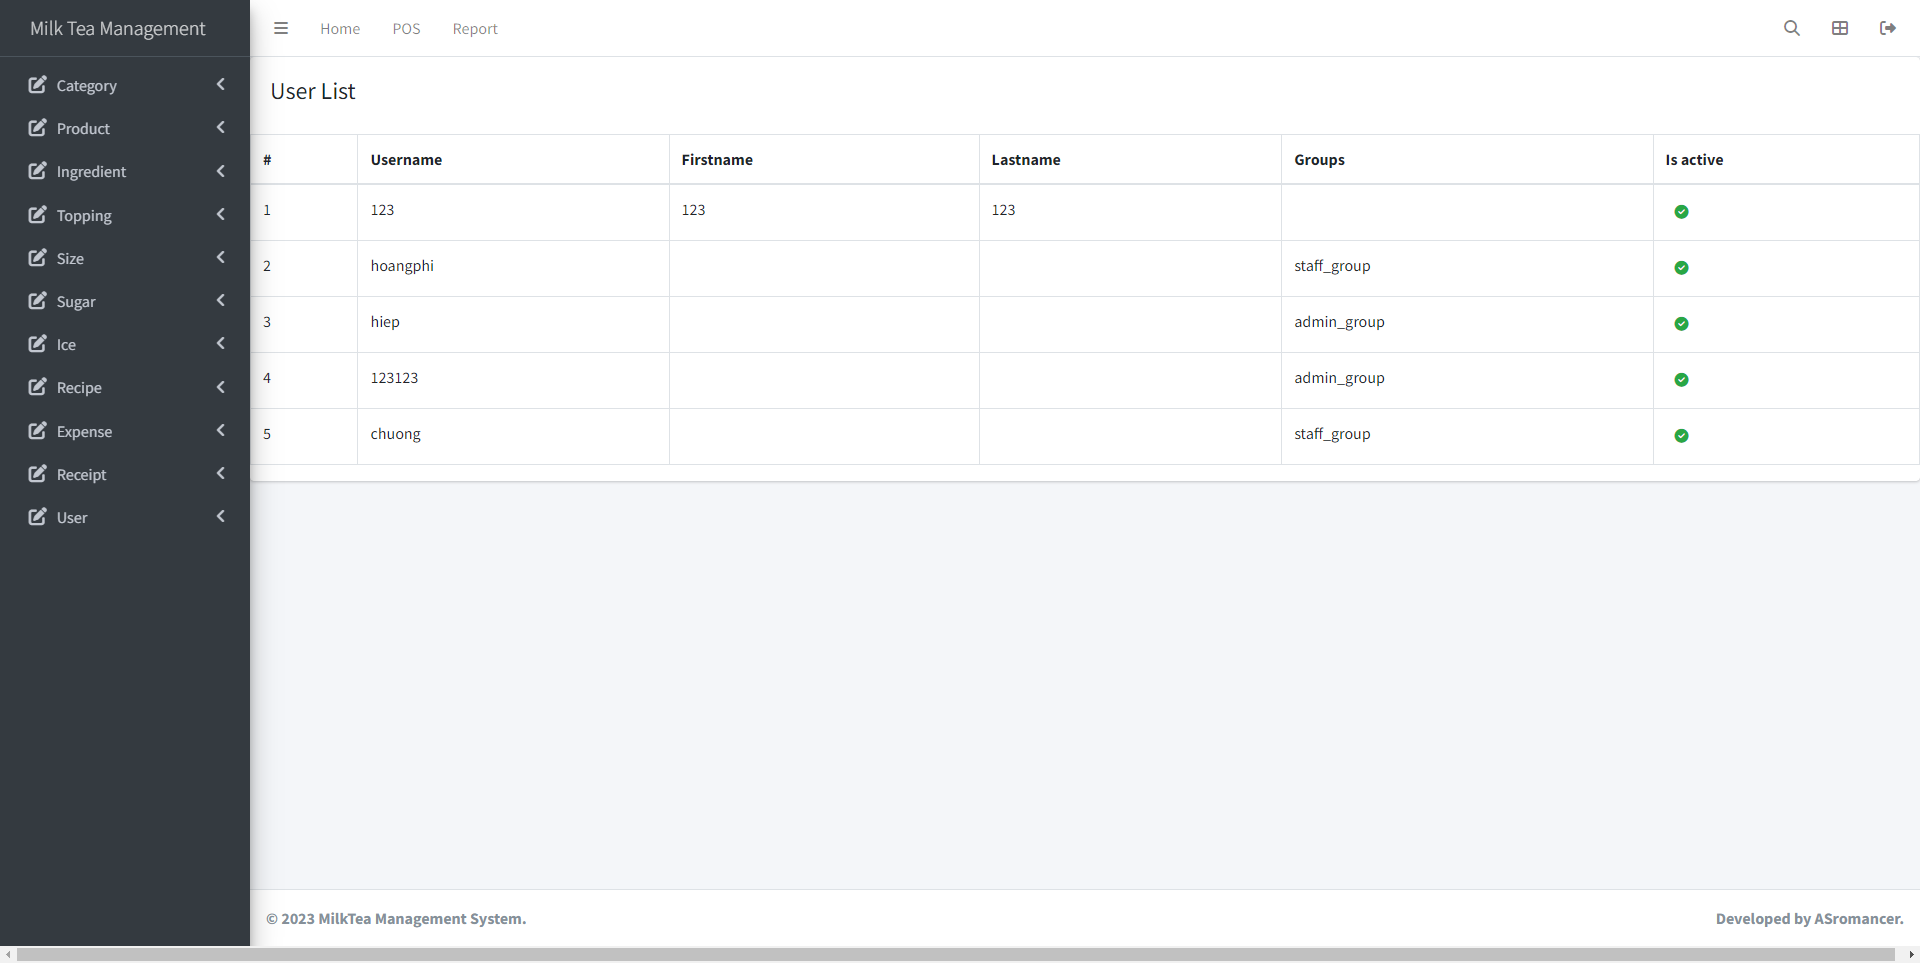 Milk Tea Management
Home POS Report
Category
Product
Ingredient
Topping
Size
Sugar
Ice
Recipe
Expense
Receipt
User
User List
# Username Firstname Lastname Groups Is active
1 123 123 123
2 hoangphi staff_group
3 hiep admin_group
4 123123 admin_group
5 chuong staff_group
© 2023 MilkTea Management System.
Developed by ASromancer.